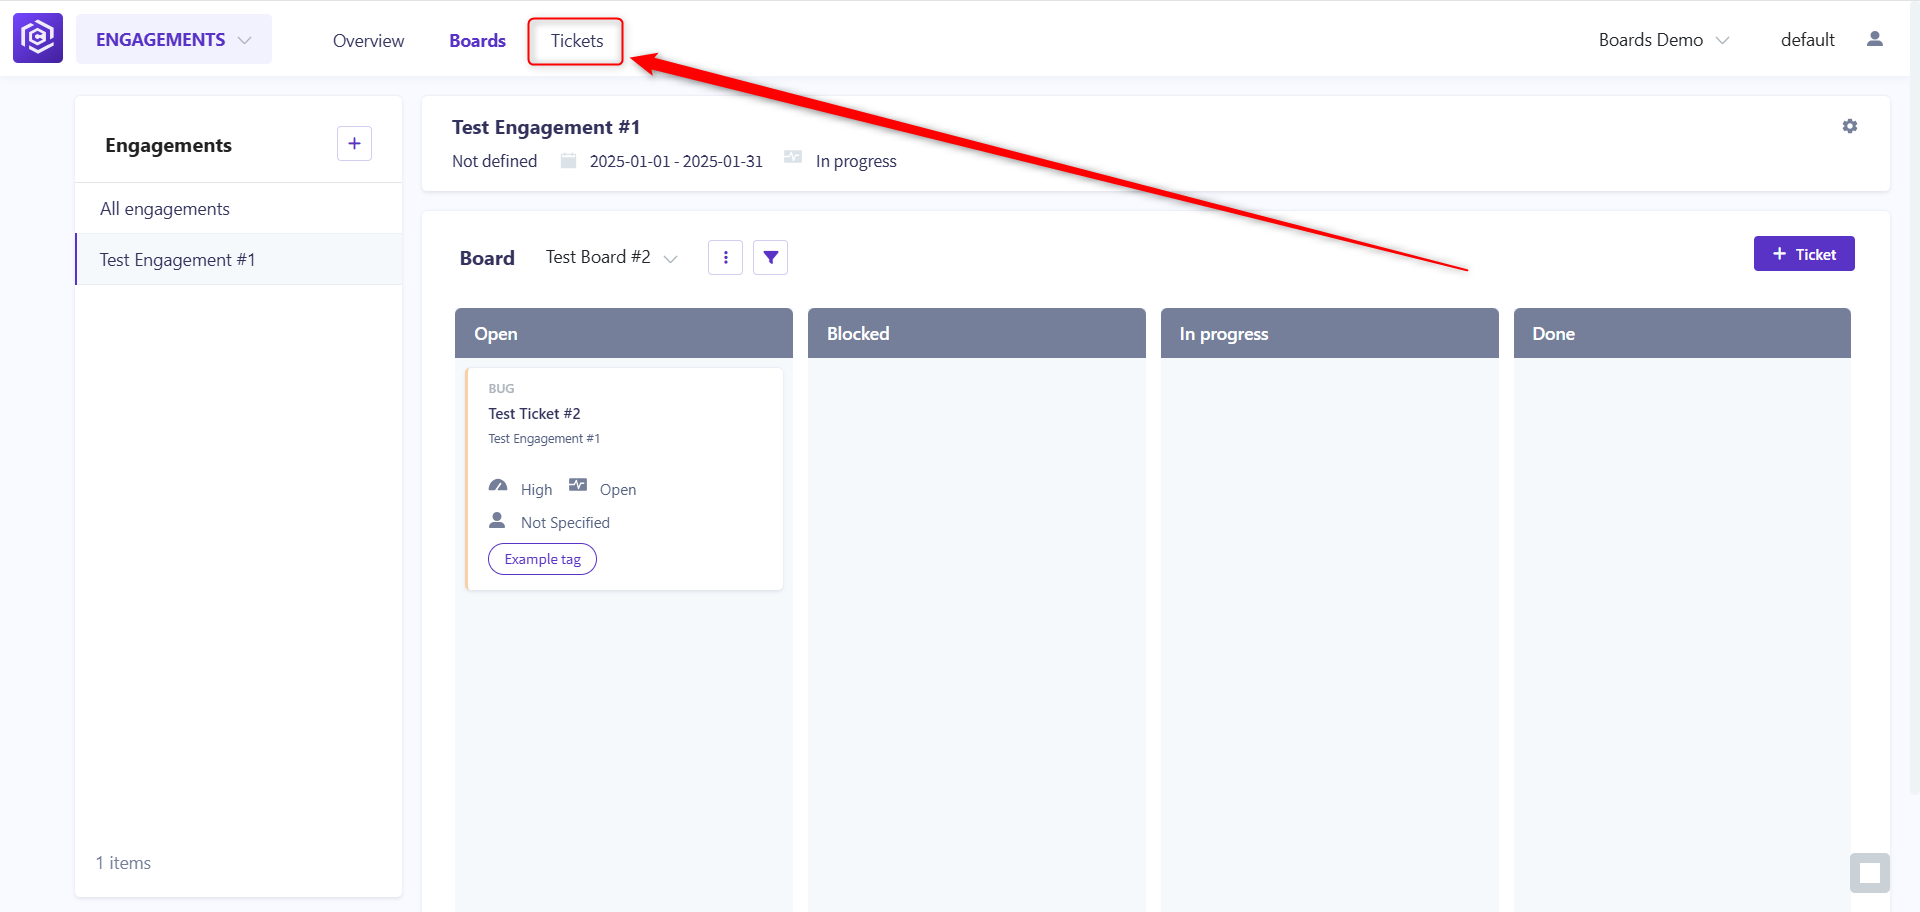 ENGAGEMENTS Overview Boards Tickets Boards Demo default
Engagements +
All engagements
Test Engagement #1
1 items
Test Engagement #1
Not defined 2025-01-01 - 2025-01-31 In progress
Board Test Board #2 + Ticket
Open Blocked In progress Done
BUG
Test Ticket #2
Test Engagement #1
High Open
Not Specified
Example tag